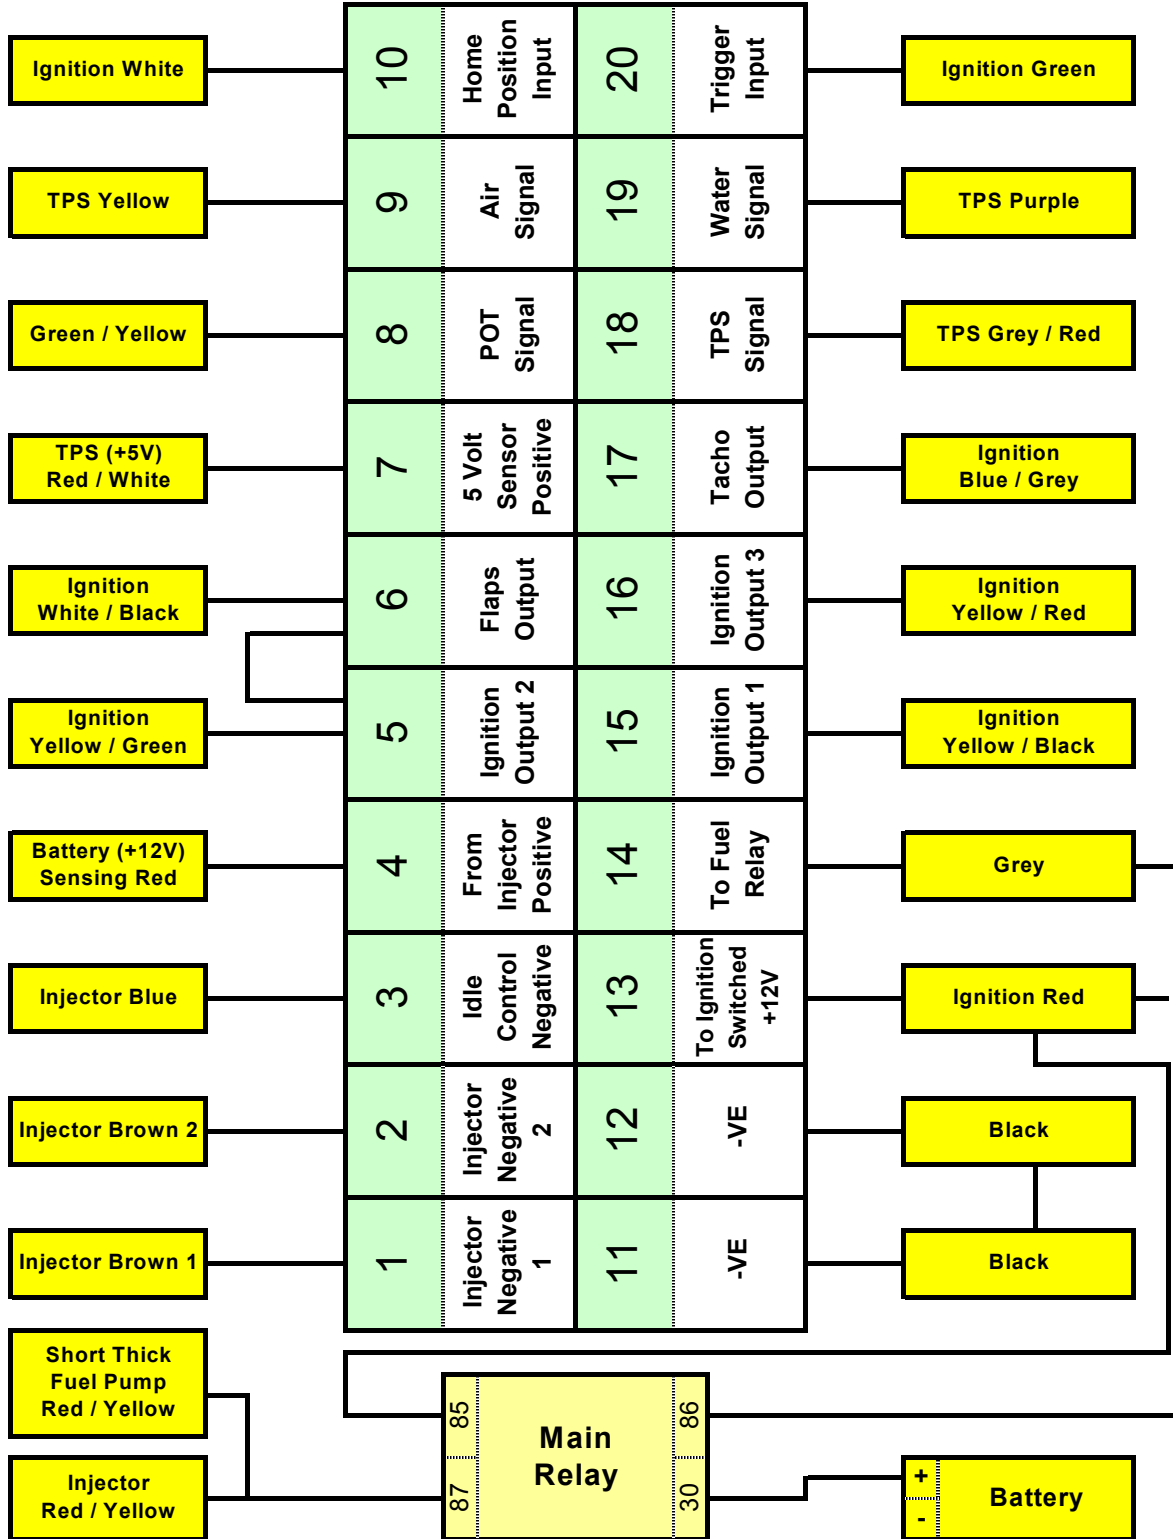 Ignition White
10
Home
Position
Input
20
Trigger
Input
Ignition Green
TPS Yellow
9
Air
Signal
19
Water
Signal
TPS Purple
Green / Yellow
8
POT
Signal
18
TPS
Signal
TPS Grey / Red
TPS (+5V)
Red / White
7
5 Volt
Sensor
Positive
17
Tacho
Output
Ignition
Blue / Grey
Ignition
White / Black
6
Flaps
Output
16
Ignition
Output 3
Ignition
Yellow / Red
Ignition
Yellow / Green
5
Ignition
Output 2
15
Ignition
Output 1
Ignition
Yellow / Black
Battery (+12V)
Sensing Red
4
From
Injector
Positive
14
To Fuel
Relay
Grey
Injector Blue
3
Idle
Control
Negative
13
To Ignition
Switched
+12V
Ignition Red
Injector Brown 2
2
Injector
Negative
2
12
-VE
Black
Injector Brown 1
1
Injector
Negative
1
11
-VE
Black
Short Thick
Fuel Pump
Red / Yellow
Injector
Red / Yellow
85
87
Main
Relay
86
30
+
-
Battery